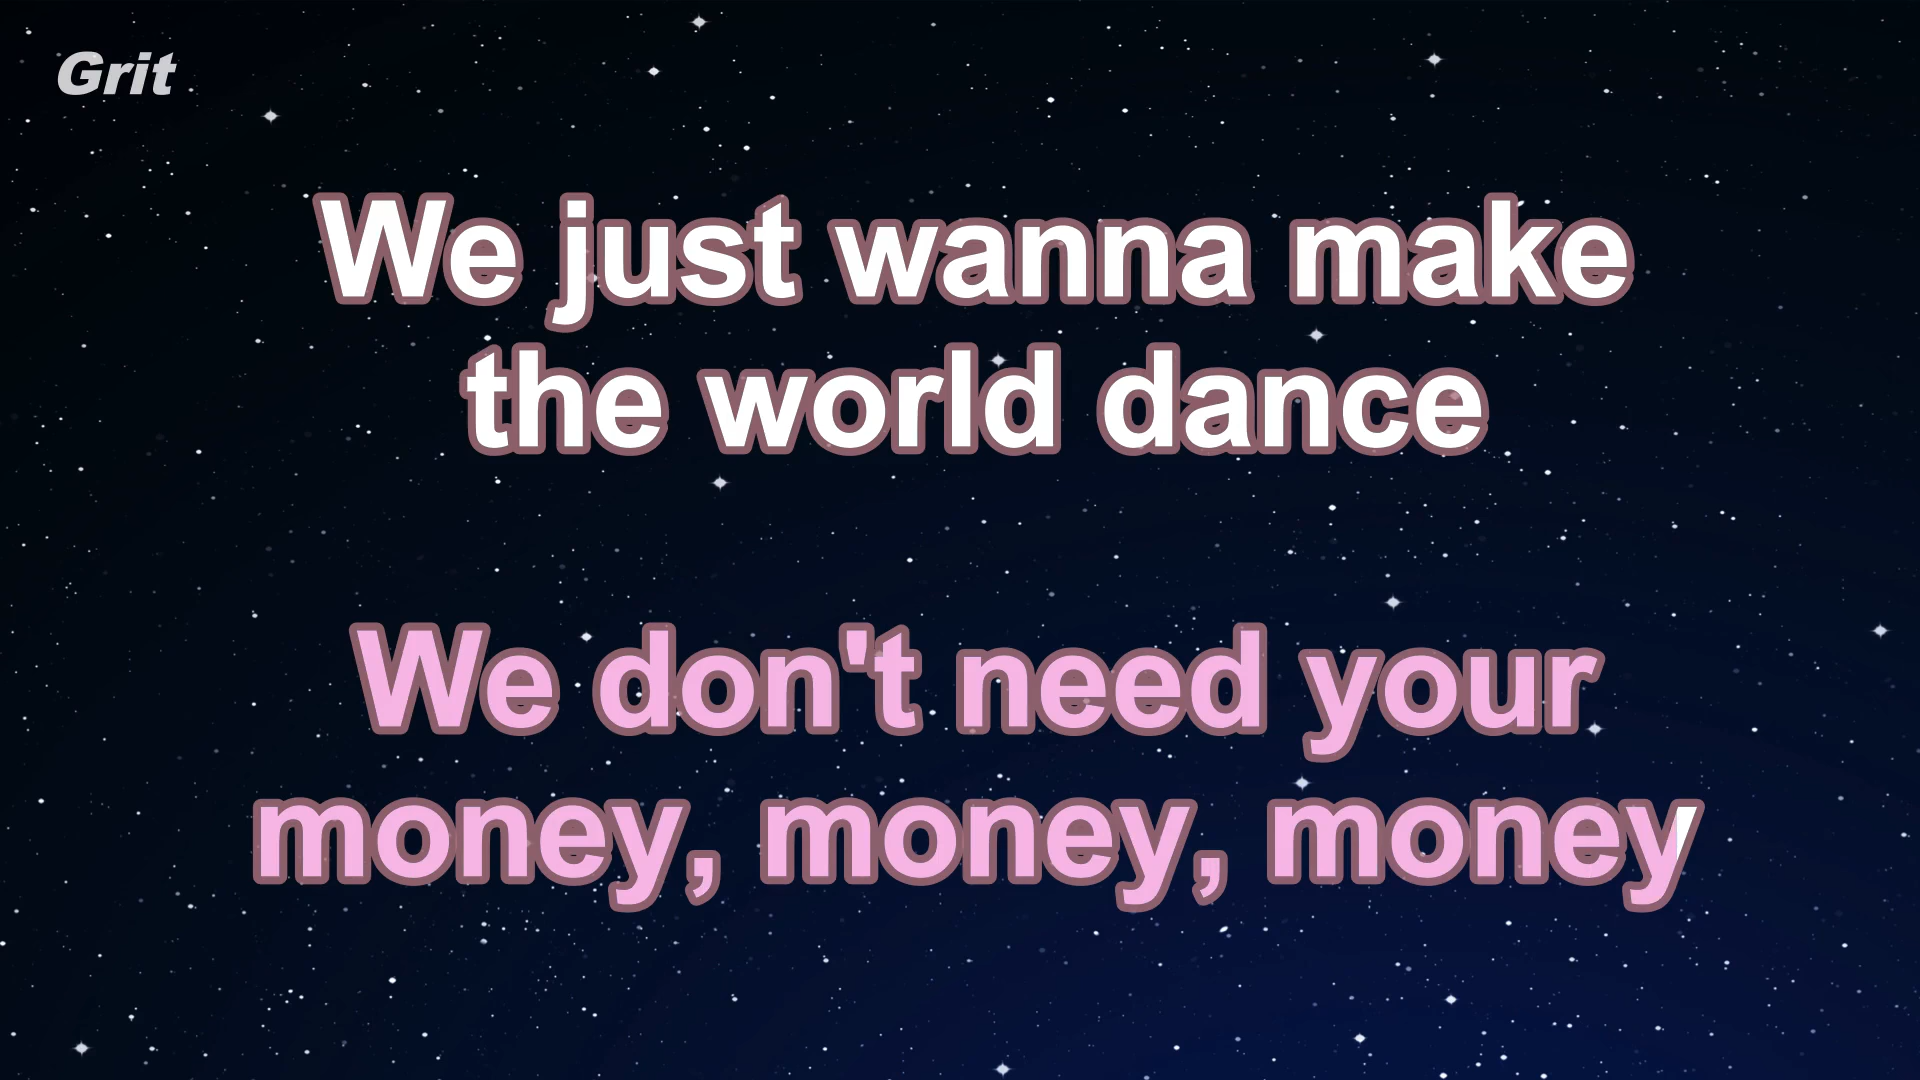 Grit
We just wanna make
the world dance
We don't need your
money, money, money